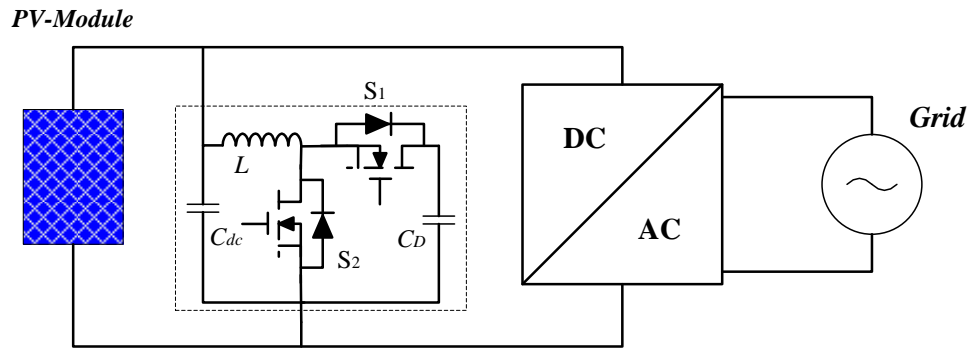 PV-Module
S1
DC
Grid
L
Cdc
CD
AC
S2